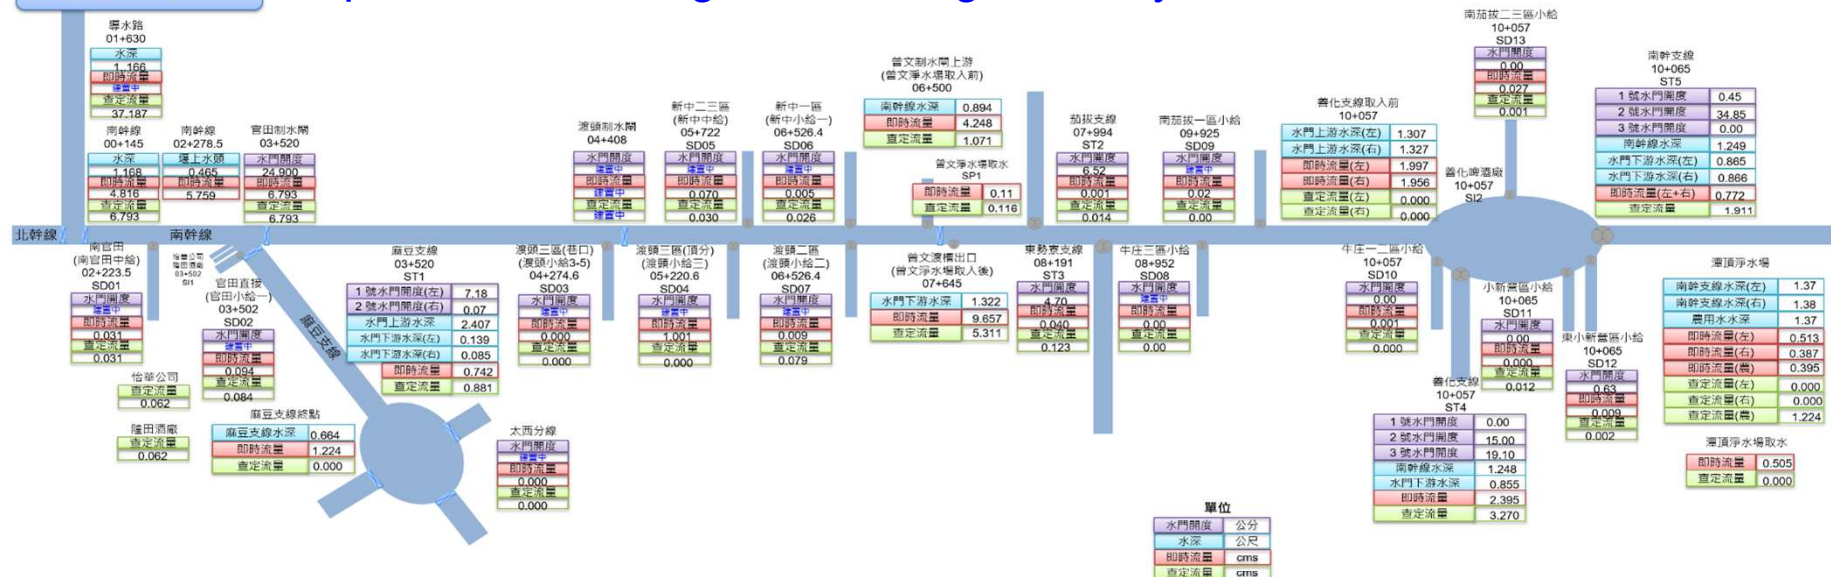 導水路
01+630
水深
1.166
即時流量
建置中
查定流量
37.187
南幹線
00+145
水深
1.168
即時流量
4.816
查定流量
6.793
南幹線
02+278.5
堰上水頭
0.465
即時流量
5.759
官田制水閘
03+520
水門開度
24.900
即時流量
6.793
查定流量
6.793
渡頭制水閘
04+408
水門開度
建置中
即時流量
建置中
查定流量
建置中
新中二三區
(新中中給)
05+722
SD05
水門開度
建置中
即時流量
0.070
查定流量
0.030
新中一區
(新中小給一)
06+526.4
SD06
水門開度
建置中
即時流量
0.005
查定流量
0.026
曾文制水閘上游
(曾文淨水場取入前)
06+500
南幹線水深 0.894
即時流量 4.248
查定流量 1.071
曾文淨水場取水
SP1
即時流量 0.11
查定流量 0.116
茄拔支線
07+994
ST2
水門開度
6.52
即時流量
0.001
查定流量
0.014
南茄拔一區小給
09+925
SD09
水門開度
建置中
即時流量
0.02
查定流量
0.00
善化支線取入前
10+057
水門上游水深(左) 1.307
水門上游水深(右) 1.327
即時流量(左) 1.997
即時流量(右) 1.956
查定流量(左) 0.000
查定流量(右) 0.000
南茄拔二三區小給
10+057
SD13
水門開度
0.00
即時流量
0.027
查定流量
0.001
善化啤酒廠
10+057
SI2
南幹支線
10+065
ST5
1 號水門開度 0.45
2 號水門開度 34.85
3 號水門開度 0.00
南幹線水深 1.249
水門下游水深(左) 0.865
水門下游水深(右) 0.866
即時流量(左+右) 0.772
查定流量 1.911
北幹線
南幹線
南官田
(南官田中給)
02+223.5
SD01
水門開度
建置中
即時流量
0.031
查定流量
0.031
怡華公司
隆田酒廠
03+502
SI1
官田直接
(官田小給一)
03+502
SD02
水門開度
建置中
即時流量
0.094
查定流量
0.084
怡華公司
查定流量
0.062
隆田酒廠
查定流量
0.062
麻豆支線
麻豆支線
03+520
ST1
1 號水門開度(左) 7.18
2 號水門開度(右) 0.07
水門上游水深 2.407
水門下游水深(左) 0.139
水門下游水深(右) 0.085
即時流量 0.742
查定流量 0.881
麻豆支線終點
麻豆支線水深 0.664
即時流量 1.224
查定流量 0.000
太西分線
水門開度
建置中
即時流量
0.000
查定流量
0.000
渡頭三區(巷口)
(渡頭小給3-5)
04+274.6
SD03
水門開度
建置中
即時流量
0.000
查定流量
0.000
渡頭三區(頂分)
(渡頭小給三)
05+220.6
SD04
水門開度
建置中
即時流量
.001
查定流量
0.000
渡頭二區
(渡頭小給二)
06+526.4
SD07
水門開度
建置中
即時流量
0.009
查定流量
0.079
曾文渡槽出口
(曾文淨水場取入後)
07+645
水門下游水深 1.322
即時流量 9.657
查定流量 5.311
東勢寮支線
08+191
ST3
水門開度
4.70
即時流量
0.040
查定流量
0.123
牛庄三區小給
08+952
SD08
水門開度
建置中
即時流量
0.00
查定流量
0.00
牛庄一二區小給
10+057
SD10
水門開度
0.00
即時流量
0.001
查定流量
0.000
小新營區小給
10+065
SD11
水門開度
0.00
即時流量
0.000
查定流量
0.012
東小新營區小給
10+065
SD12
水門開度
0.63
即時流量
0.009
查定流量
0.002
善化支線
10+057
ST4
1 號水門開度 0.00
2 號水門開度 15.00
3 號水門開度 19.10
南幹線水深 1.248
水門下游水深 0.855
即時流量 2.395
查定流量 3.270
潭頂淨水場
南幹支線水深(左) 1.37
南幹支線水深(右) 1.38
農用水水深 1.37
即時流量(左) 0.513
即時流量(右) 0.387
即時流量(農) 0.395
查定流量(左) 0.000
查定流量(右) 0.000
查定流量(農) 1.224
潭頂淨水場取水
即時流量 0.505
查定流量 0.000
單位
水門開度 公分
水深 公尺
即時流量 cms
查定流量 cms